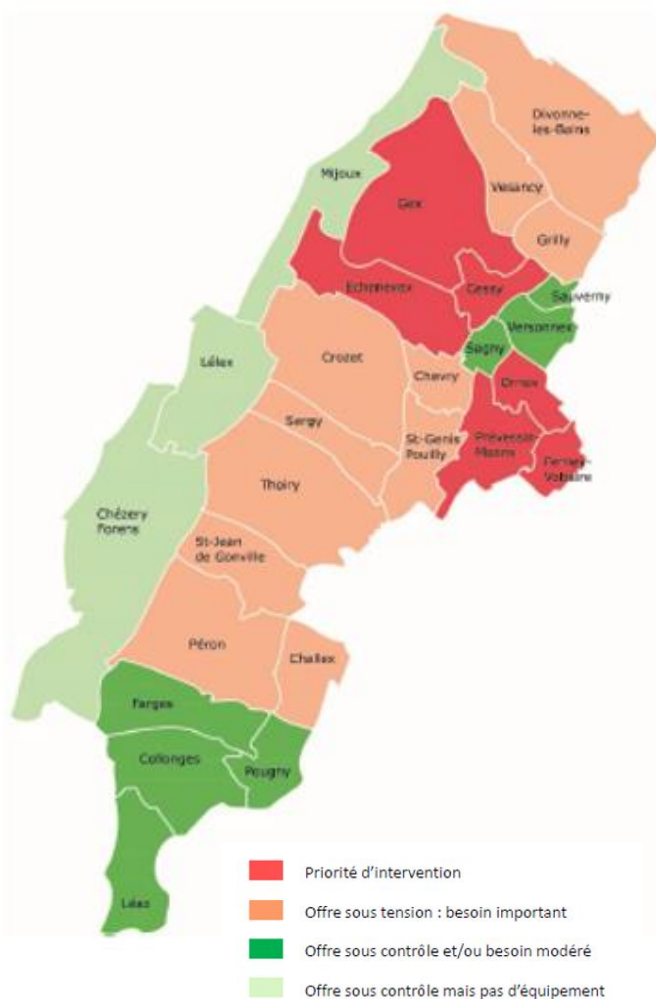 Divonne-
les-Bains
Mijoux
Vesancy
Gex
Grilly
Echenevex
Cessy
Sauverny
Versonnex
Segny
Lélex
Crozet
Chevry
Ornex
Sergy
St-Genis
Pouilly
Prévessin-
Moëns
Ferney-
Voltaire
Thoiry
Chézery
Forens
St-Jean
de Gonville
Péron
Challex
Farges
Collonges
Pougny
Léaz
Priorité d’intervention
Offre sous tension : besoin important
Offre sous contrôle et/ou besoin modéré
Offre sous contrôle mais pas d’équipement